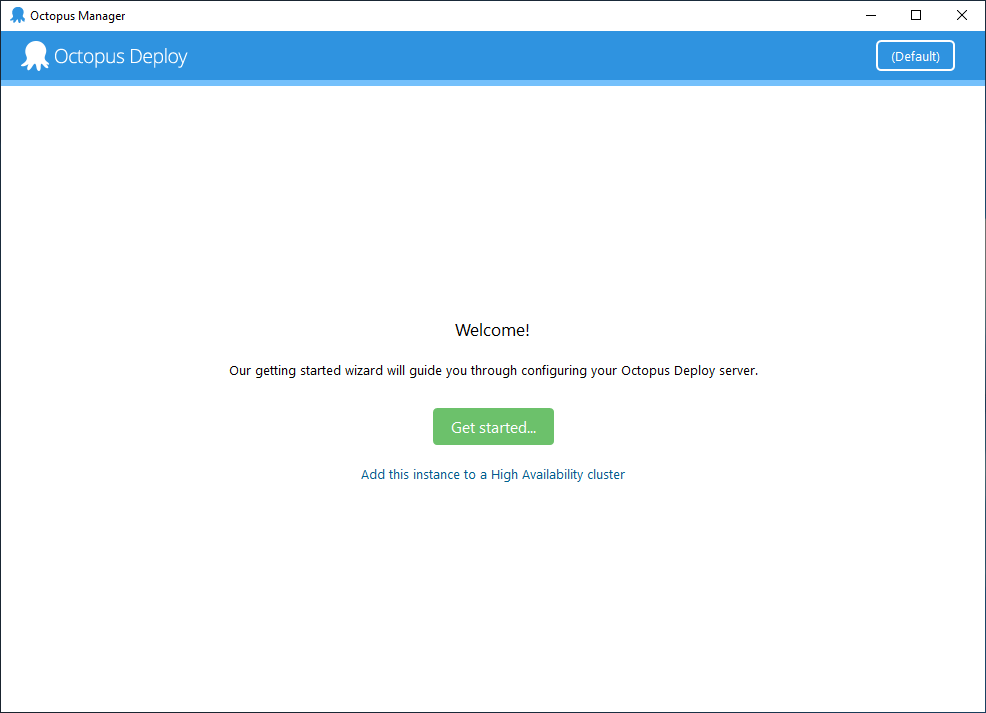 Octopus Manager
Octopus Deploy
(Default)
Welcome!
Our getting started wizard will guide you through configuring your Octopus Deploy server.
Get started...
Add this instance to a High Availability cluster